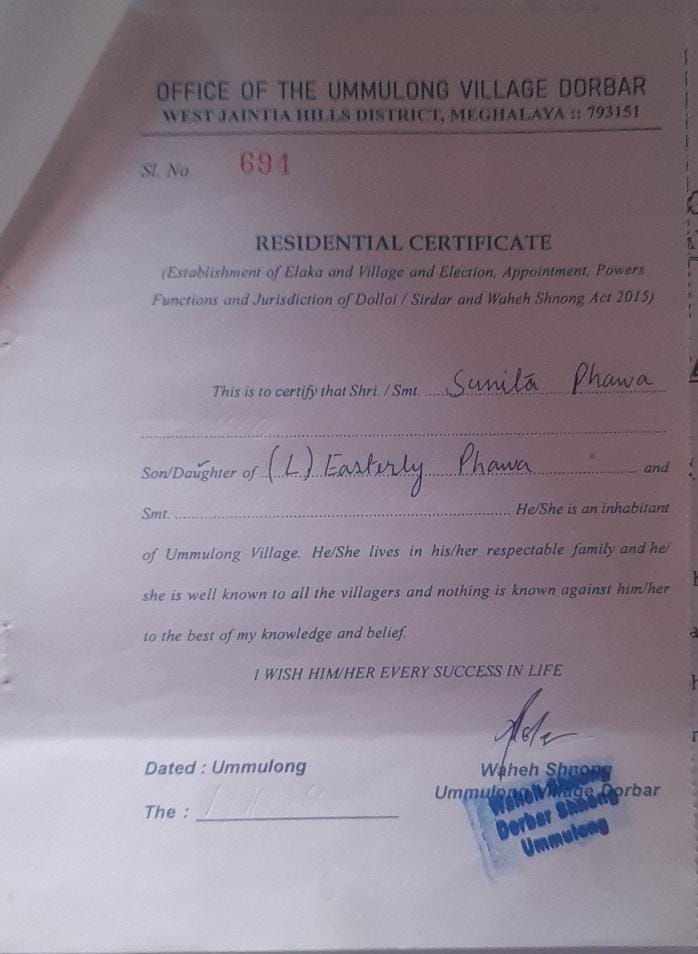 OFFICE OF THE UMMULONG VILLAGE DORBAR
WEST JAINTIA HILLS DISTRICT, MEGHALAYA :: 793151
Sl. No. 694
RESIDENTIAL CERTIFICATE
(Establishment of Elaka and Village and Election, Appointment, Powers
Functions and Jurisdiction of Dolloi / Sirdar and Waheh Shnong Act 2015)
This is to certify that Shri. / Smt. Sunita Phawa
Son/Daughter of (L) Easterly Phawa and
Smt. He/She is an inhabitant
of Ummulong Village. He/She lives in his/her respectable family and he/
she is well known to all the villagers and nothing is known against him/her
to the best of my knowledge and belief.
I WISH HIM/HER EVERY SUCCESS IN LIFE
Dated : Ummulong
The :
Waheh Shnong
Ummulong Village Dorbar
Waheh Shnong
Dorbar Shnong
Ummulong